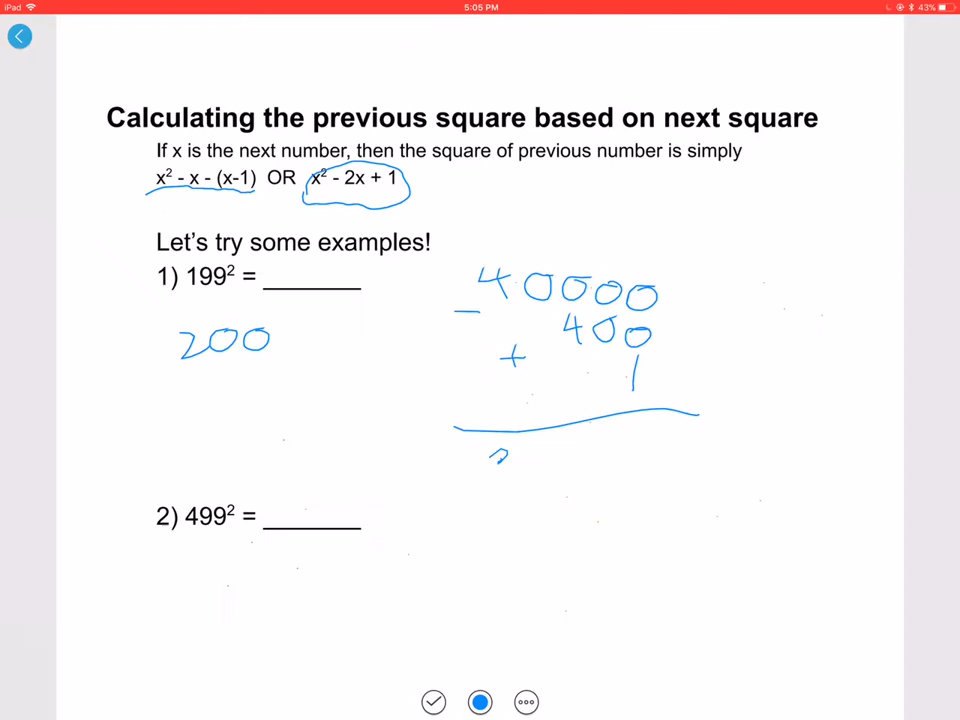 iPad 5:05 PM 43%
Calculating the previous square based on next square
If x is the next number, then the square of previous number is simply
x² - x - (x-1) OR x² - 2x + 1
Let's try some examples!
1) 199² = ________
40000
- 400
+ 1
200
2) 499² = ________